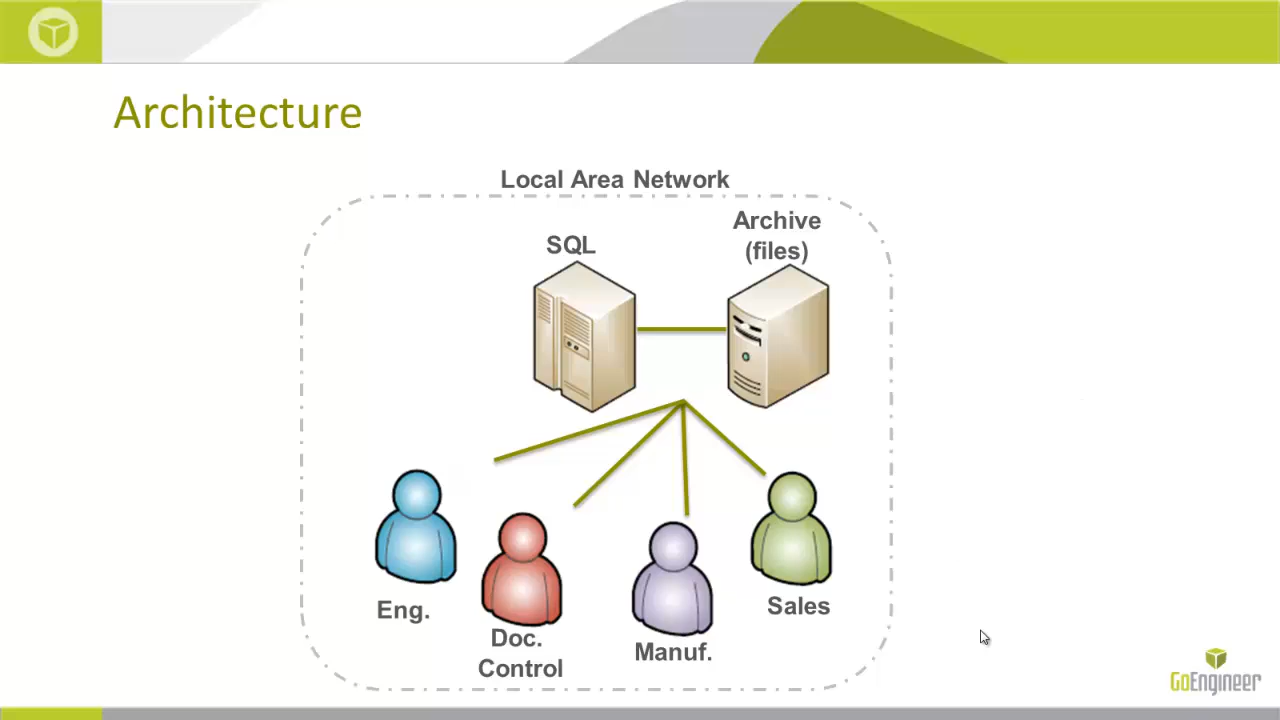 Architecture
Local Area Network
SQL
Archive
(files)
Eng.
Doc.
Control
Manuf.
Sales
GoEngineer